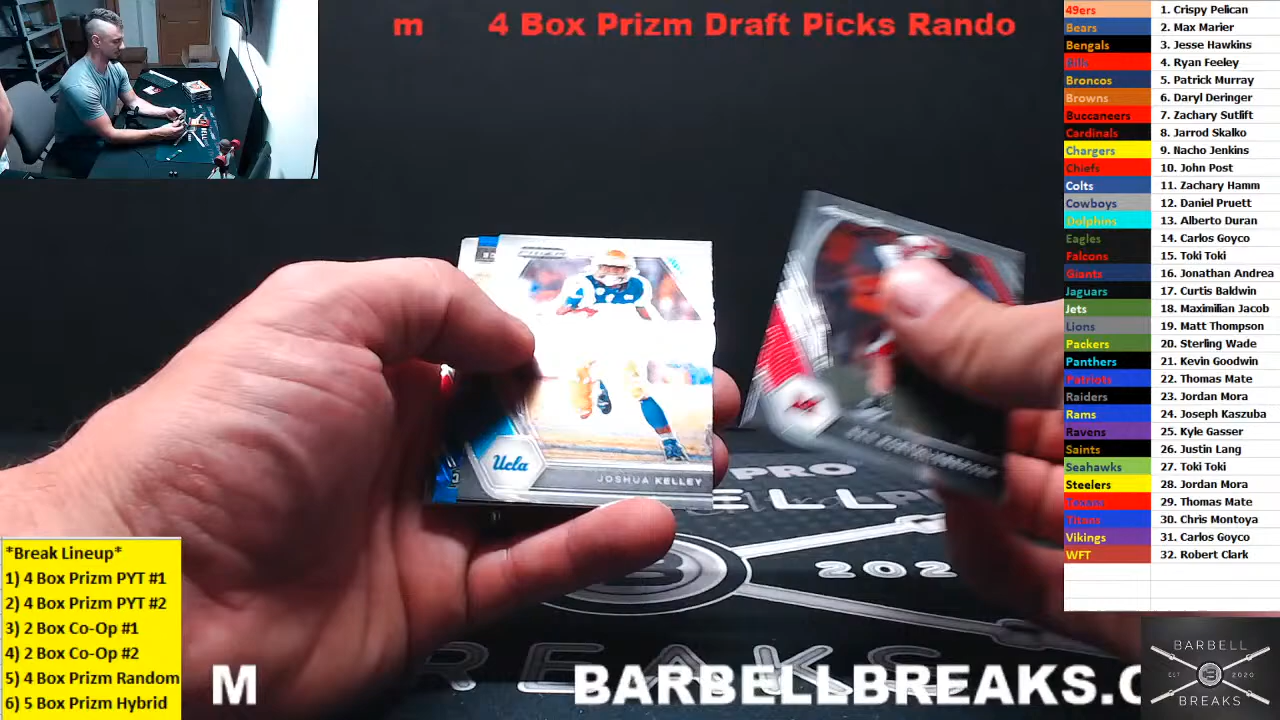 m 4 Box Prizm Draft Picks Rando
49ers 1. Crispy Pelican
Bears 2. Max Marier
Bengals 3. Jesse Hawkins
Bills 4. Ryan Feeley
Broncos 5. Patrick Murray
Browns 6. Daryl Deringer
Buccaneers 7. Zachary Sutlift
Cardinals 8. Jarrod Skalko
Chargers 9. Nacho Jenkins
Chiefs 10. John Post
Colts 11. Zachary Hamm
Cowboys 12. Daniel Pruett
Dolphins 13. Alberto Duran
Eagles 14. Carlos Goyco
Falcons 15. Toki Toki
Giants 16. Jonathan Andrea
Jaguars 17. Curtis Baldwin
Jets 18. Maximilian Jacob
Lions 19. Matt Thompson
Packers 20. Sterling Wade
Panthers 21. Kevin Goodwin
Patriots 22. Thomas Mate
Raiders 23. Jordan Mora
Rams 24. Joseph Kaszuba
Ravens 25. Kyle Gasser
Saints 26. Justin Lang
Seahawks 27. Toki Toki
Steelers 28. Jordan Mora
Texans 29. Thomas Mate
Titans 30. Chris Montoya
Vikings 31. Carlos Goyco
WFT 32. Robert Clark
Ucla
JOSHUA KELLEY
202
*Break Lineup*
1) 4 Box Prizm PYT #1
2) 4 Box Prizm PYT #2
3) 2 Box Co-Op #1
4) 2 Box Co-Op #2
5) 4 Box Prizm Random
6) 5 Box Prizm Hybrid
M BARBELLBREAKS.C
BARBELL
EST 2020
BREAKS